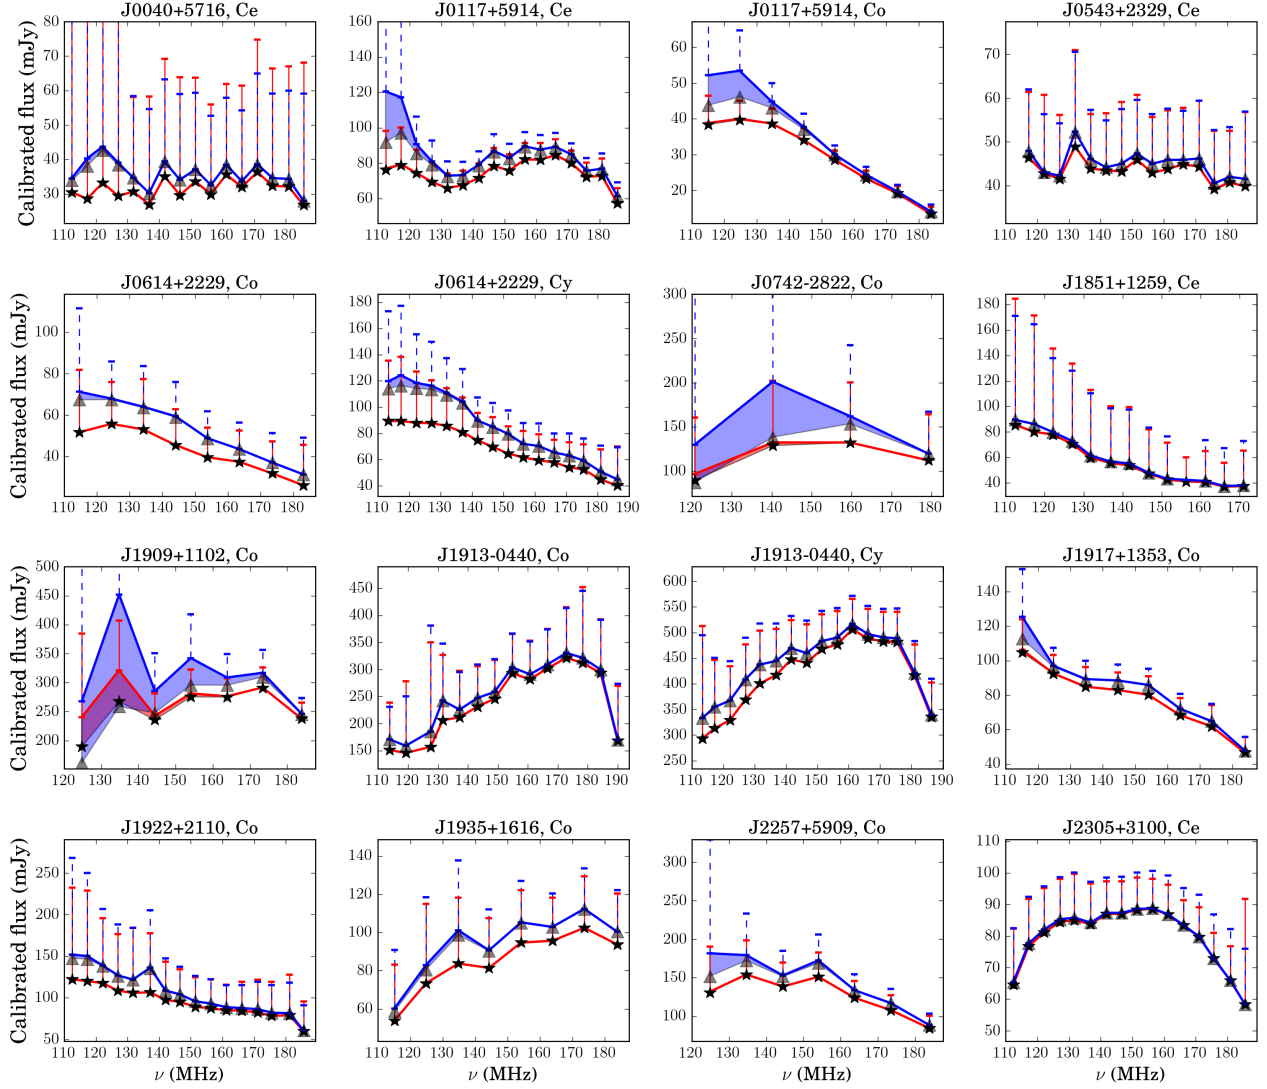 J0040+5716, Ce
J0117+5914, Ce
J0117+5914, Co
J0543+2329, Ce
Calibrated flux (mJy)
80
70
60
50
40
30
110 120 130 140 150 160 170 180
160
140
120
100
80
60
110 120 130 140 150 160 170 180
60
50
40
30
20
110 120 130 140 150 160 170 180
70
60
50
40
110 120 130 140 150 160 170 180
J0614+2229, Co
J0614+2229, Cy
J0742-2822, Co
J1851+1259, Ce
Calibrated flux (mJy)
100
80
60
40
110 120 130 140 150 160 170 180
180
160
140
120
100
80
60
40
110 120 130 140 150 160 170 180 190
300
250
200
150
100
120 130 140 150 160 170 180
180
160
140
120
100
80
60
40
110 120 130 140 150 160 170
J1909+1102, Co
J1913-0440, Co
J1913-0440, Cy
J1917+1353, Co
Calibrated flux (mJy)
500
450
400
350
300
250
200
120 130 140 150 160 170 180
450
400
350
300
250
200
150
110 120 130 140 150 160 170 180 190
600
550
500
450
400
350
300
250
110 120 130 140 150 160 170 180 190
140
120
100
80
60
40
110 120 130 140 150 160 170 180
J1922+2110, Co
J1935+1616, Co
J2257+5909, Co
J2305+3100, Ce
Calibrated flux (mJy)
250
200
150
100
50
110 120 130 140 150 160 170 180
140
120
100
80
60
110 120 130 140 150 160 170 180
300
250
200
150
100
120 130 140 150 160 170 180
110
100
90
80
70
60
50
110 120 130 140 150 160 170 180
ν (MHz)
ν (MHz)
ν (MHz)
ν (MHz)